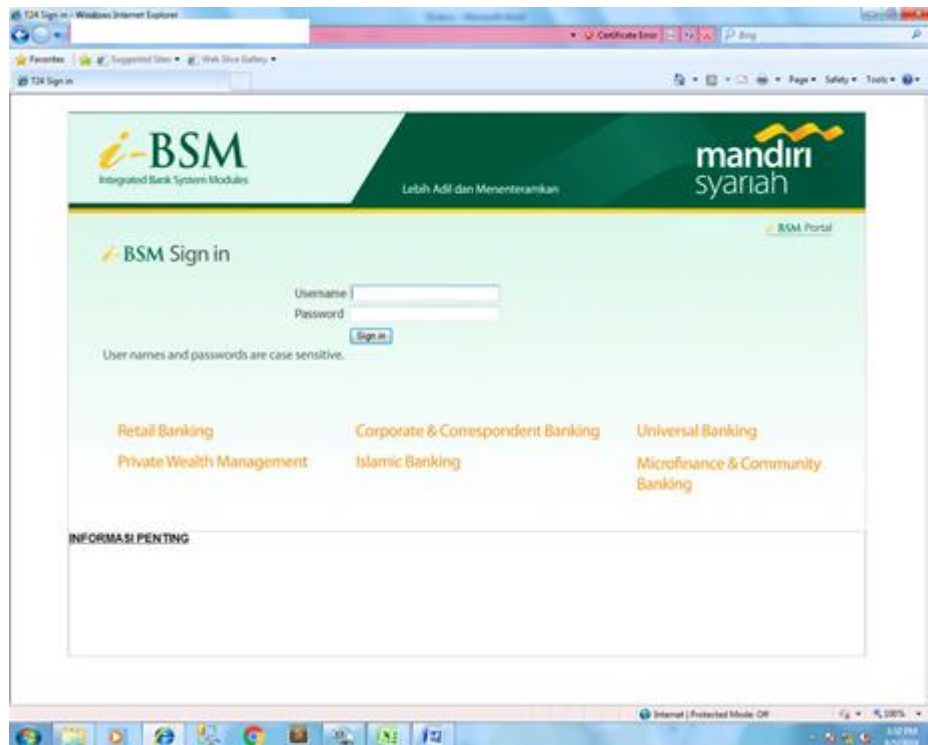 T24 Sign in - Windows Internet Explorer
Certificate Error
Bing
Favorites
Suggested Sites
Web Slice Gallery
T24 Sign in
Page Safety Tools
i-BSM
Integrated Bank System Modules
Lebih Adil dan Menenteramkan
mandiri
syariah
i-BSM Portal
i-BSM Sign in
Username
Password
Sign in
User names and passwords are case sensitive.
Retail Banking
Corporate & Correspondent Banking
Universal Banking
Private Wealth Management
Islamic Banking
Microfinance & Community
Banking
INFORMASI PENTING
Internet | Protected Mode: Off
100%
3:52 PM